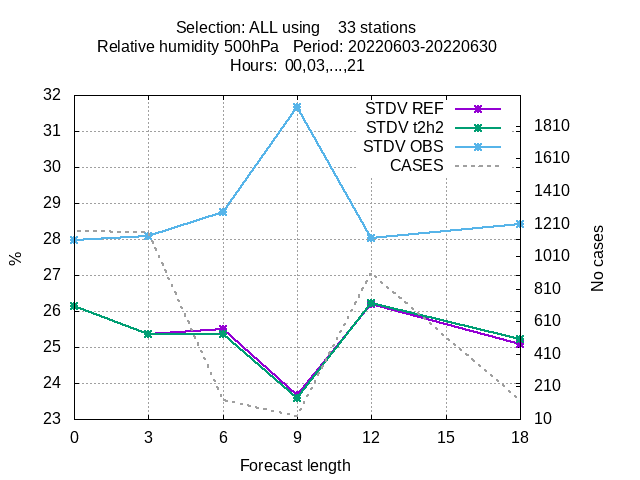 Selection: ALL using    33 stations
Relative humidity 500hPa   Period: 20220603-20220630
Hours:  00,03,...,21
32
31
30
29
28
27
26
25
24
23
%
STDV REF
STDV t2h2
STDV OBS
CASES
1810
1610
1410
1210
1010
810
610
410
210
10
No cases
0 3 6 9 12 15 18
Forecast length